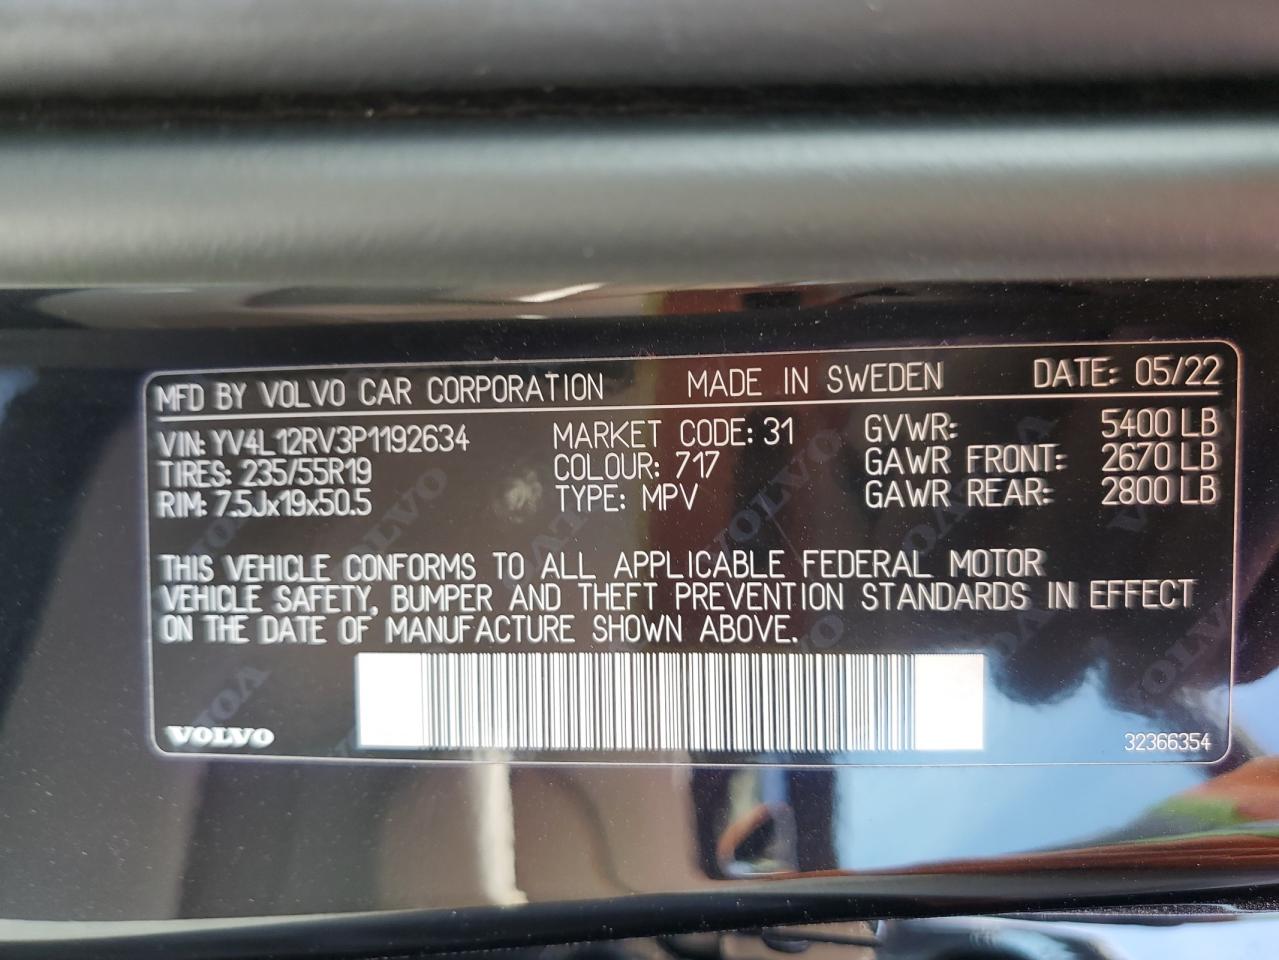 MFD BY VOLVO CAR CORPORATION MADE IN SWEDEN DATE: 05/22
VIN: YV4L12RV3P1192634 MARKET CODE: 31 GVWR: 5400 LB
TIRES: 235/55R19 COLOUR: 717 GAWR FRONT: 2670 LB
RIM: 7.5Jx19x50.5 TYPE: MPV GAWR REAR: 2800 LB
THIS VEHICLE CONFORMS TO ALL APPLICABLE FEDERAL MOTOR
VEHICLE SAFETY, BUMPER AND THEFT PREVENTION STANDARDS IN EFFECT
ON THE DATE OF MANUFACTURE SHOWN ABOVE.
VOLVO 32366354